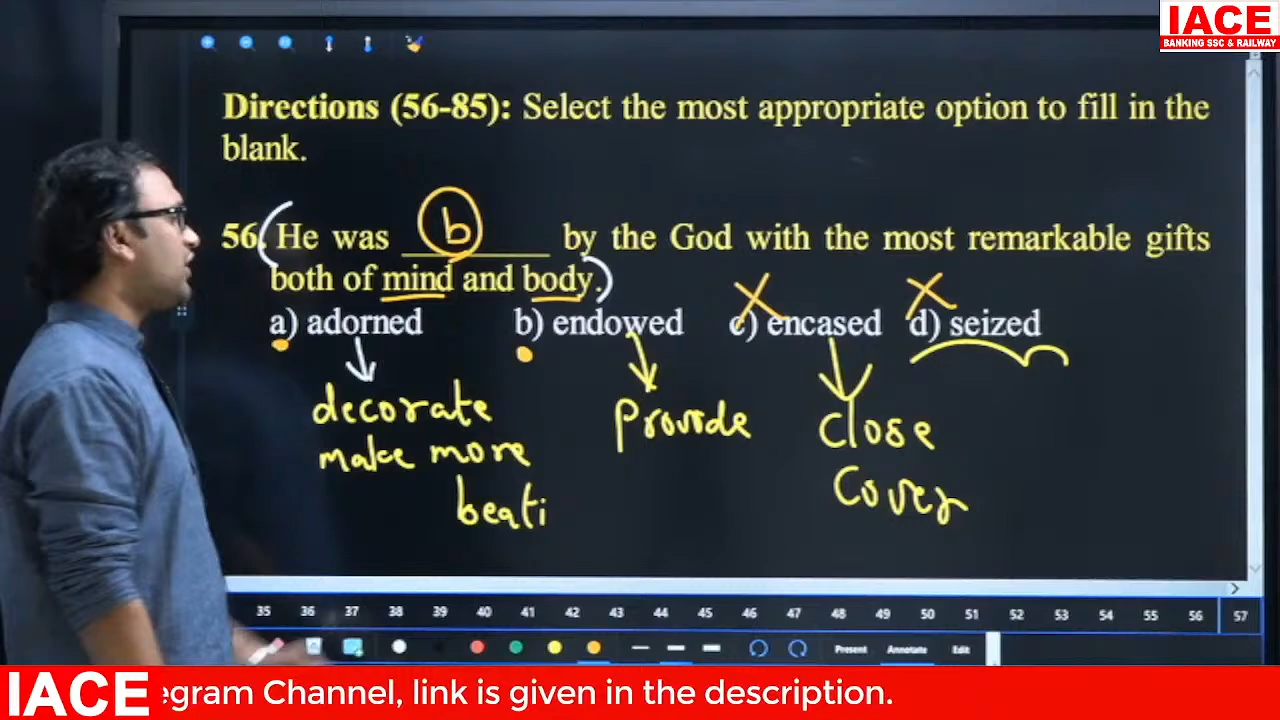 IACE
BANKING SSC & RAILWAY
Directions (56-85): Select the most appropriate option to fill in the
blank.
56. He was ________ by the God with the most remarkable gifts
b
both of mind and body.)
a) adorned b) endowed c) encased d) seized
decorate
make more
beati
Provide
close
Cover
35 36 37 38 39 40 41 42 43 44 45 46 47 48 49 50 51 52 53 54 55 56 57
Present Annotate Edit
IACE egram Channel, link is given in the description.